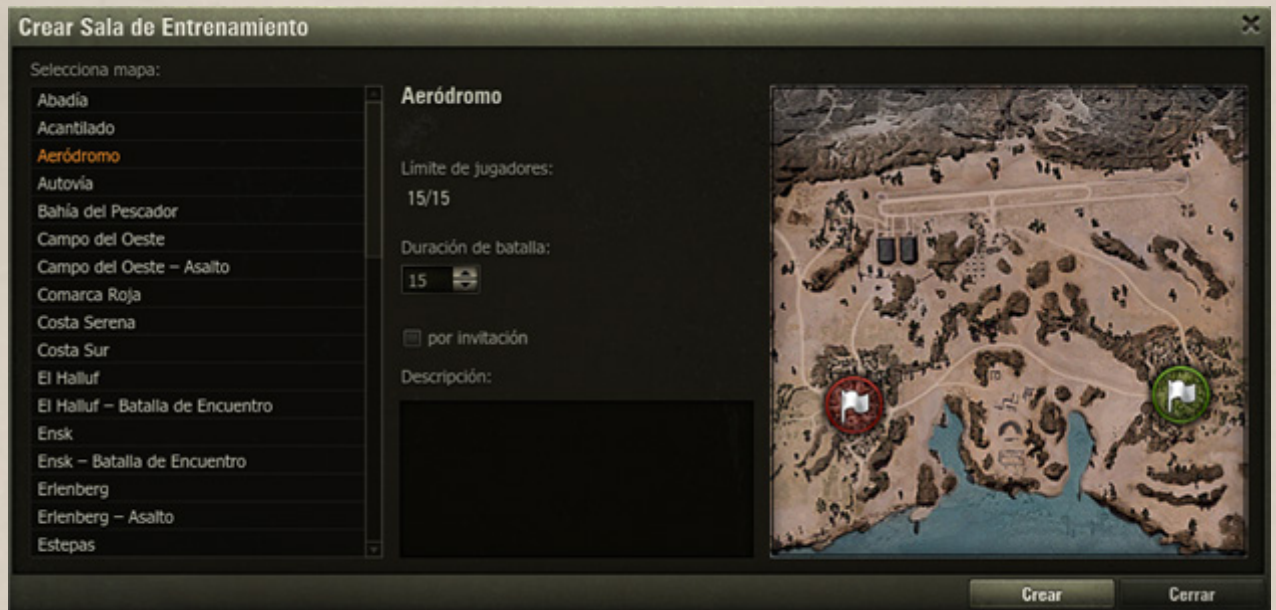 Crear Sala de Entrenamiento
Selecciona mapa:
Abadía
Acantilado
Aeródromo
Autovía
Bahía del Pescador
Campo del Oeste
Campo del Oeste – Asalto
Comarca Roja
Costa Serena
Costa Sur
El Halluf
El Halluf – Batalla de Encuentro
Ensk
Ensk – Batalla de Encuentro
Erlenberg
Erlenberg – Asalto
Estepas
Aeródromo
Límite de jugadores:
15/15
Duración de batalla:
15
por invitación
Descripción:
Crear
Cerrar